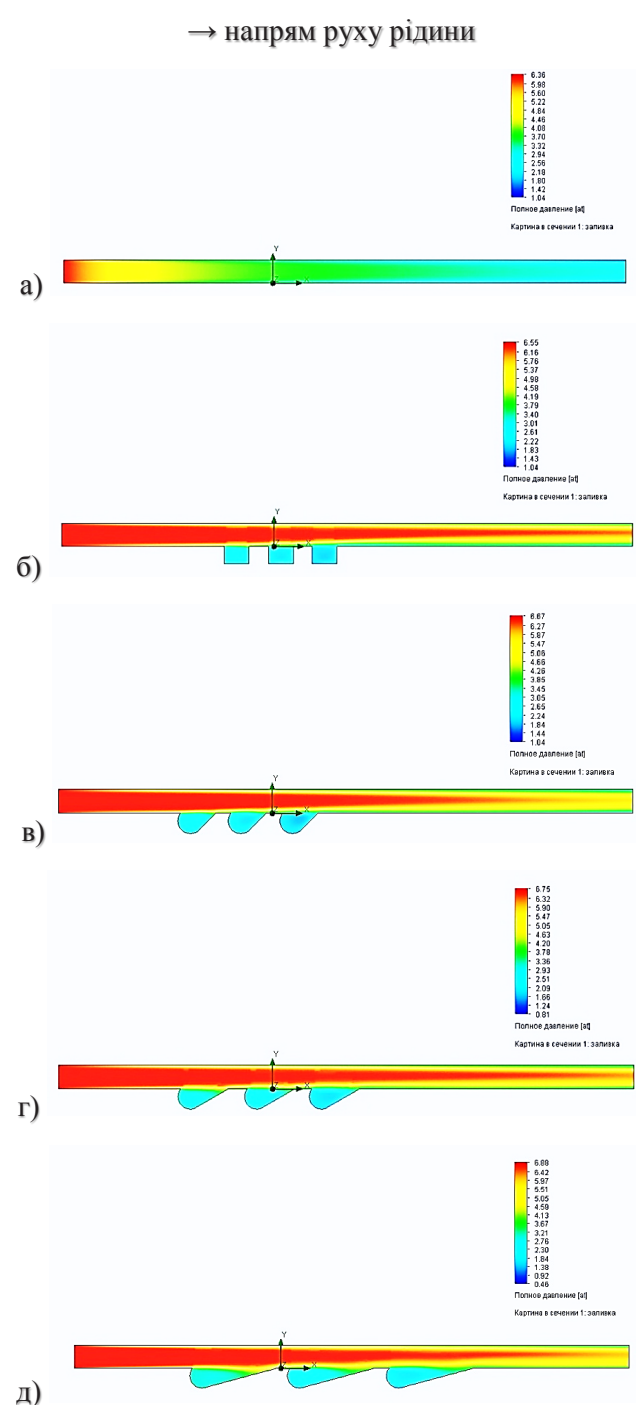 → напрям руху рідини
6.36
5.98
5.60
5.22
4.84
4.46
4.08
3.70
3.32
2.94
2.56
2.18
1.80
1.42
1.04
Полное давление [at]
Картина в сечении 1: заливка
Y
X
а)
6.55
6.16
5.76
5.37
4.98
4.58
4.19
3.79
3.40
3.01
2.61
2.22
1.83
1.43
1.04
Полное давление [at]
Картина в сечении 1: заливка
Y
X
б)
6.67
6.27
5.87
5.47
5.06
4.66
4.26
3.85
3.45
3.05
2.65
2.24
1.84
1.44
1.04
Полное давление [at]
Картина в сечении 1: заливка
Y
X
в)
6.75
6.32
5.90
5.47
5.05
4.63
4.20
3.78
3.36
2.93
2.51
2.09
1.66
1.24
0.81
Полное давление [at]
Картина в сечении 1: заливка
Y
Z
X
г)
6.88
6.42
5.97
5.51
5.05
4.59
4.13
3.67
3.21
2.76
2.30
1.84
1.38
0.92
0.46
Полное давление [at]
Картина в сечении 1: заливка
Y
Z
X
д)